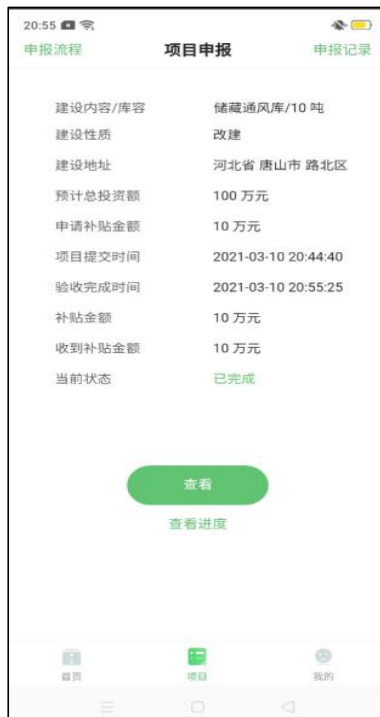 20:55
申报流程 项目申报 申报记录
建设内容/库容 储藏通风库/10 吨
建设性质 改建
建设地址 河北省 唐山市 路北区
预计总投资额 100 万元
申请补贴金额 10 万元
项目提交时间 2021-03-10 20:44:40
验收完成时间 2021-03-10 20:55:25
补贴金额 10 万元
收到补贴金额 10 万元
当前状态 已完成
查看
查看进度
首页 项目 我的